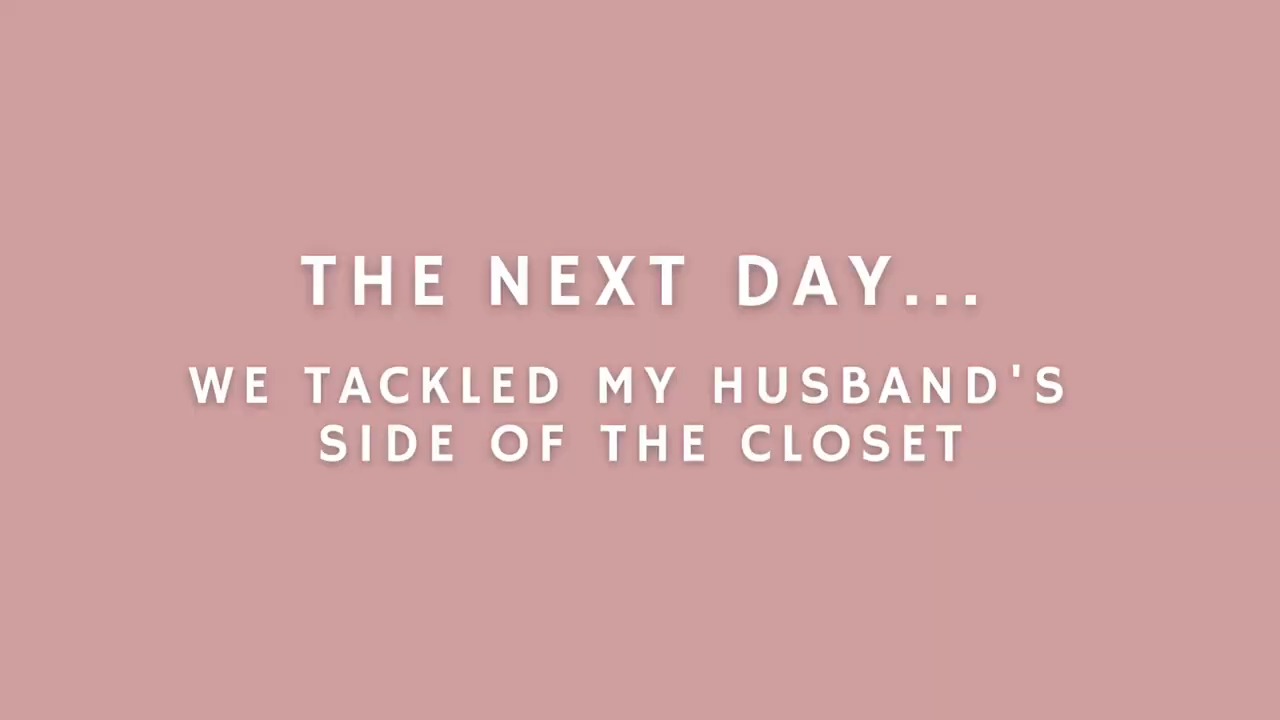 THE NEXT DAY...
WE TACKLED MY HUSBAND'S
SIDE OF THE CLOSET